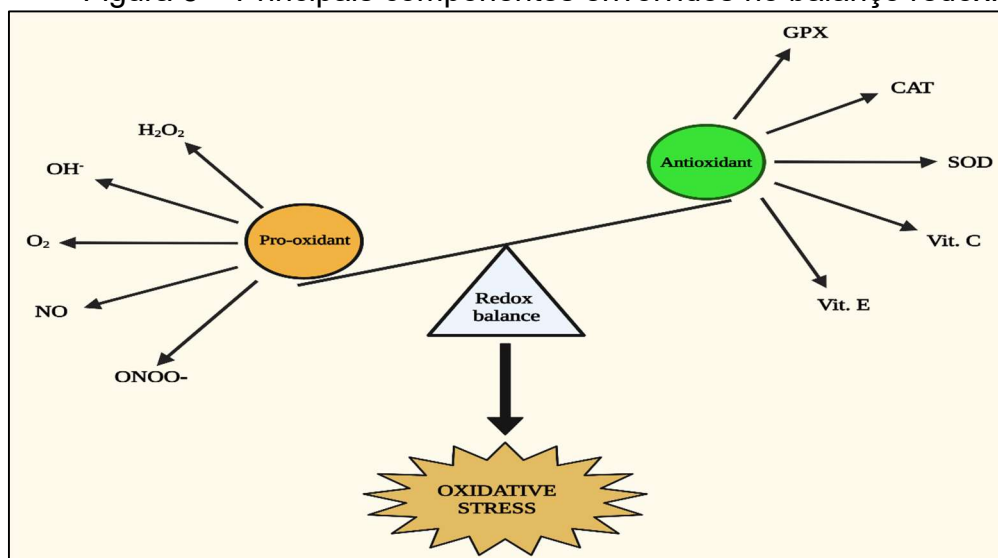 GPX
CAT
SOD
Vit. C
Vit. E
Antioxidant
H₂O₂
OH⁻
O₂
NO
ONOO-
Pro-oxidant
Redox
balance
OXIDATIVE
STRESS